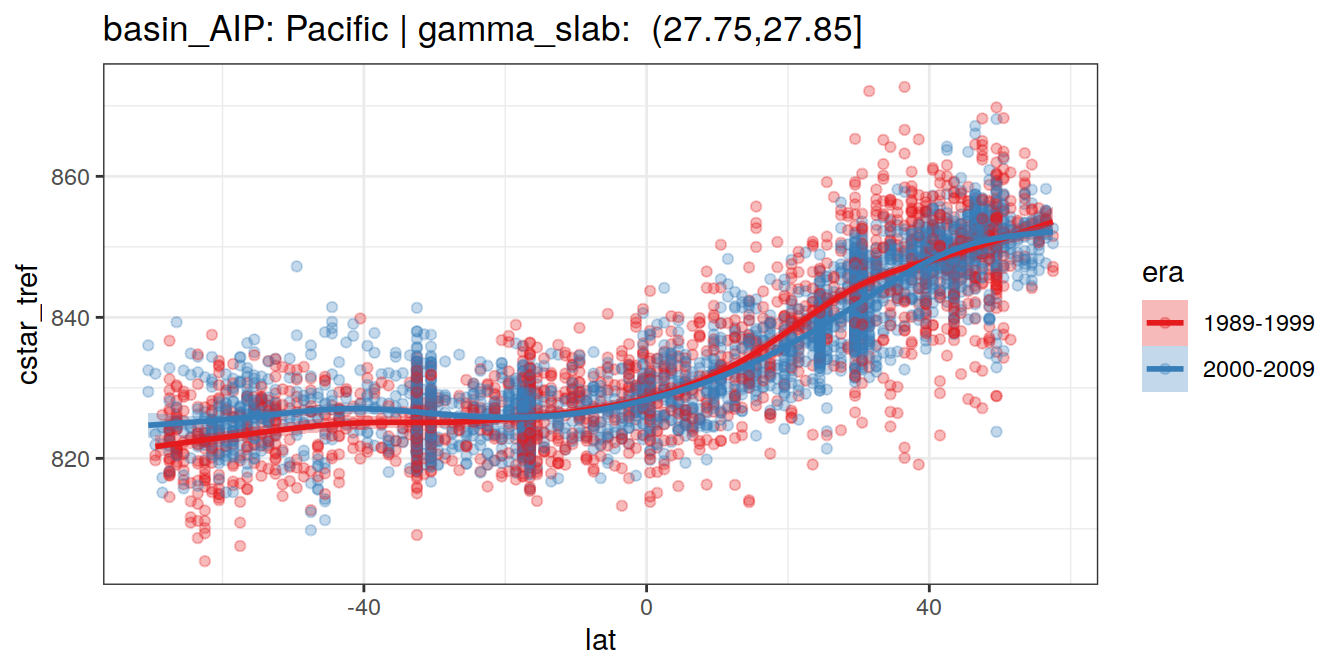 basin_AIP: Pacific | gamma_slab:  (27.75,27.85]
860
840
820
cstar_tref
-40
0
40
lat
era
1989-1999
2000-2009